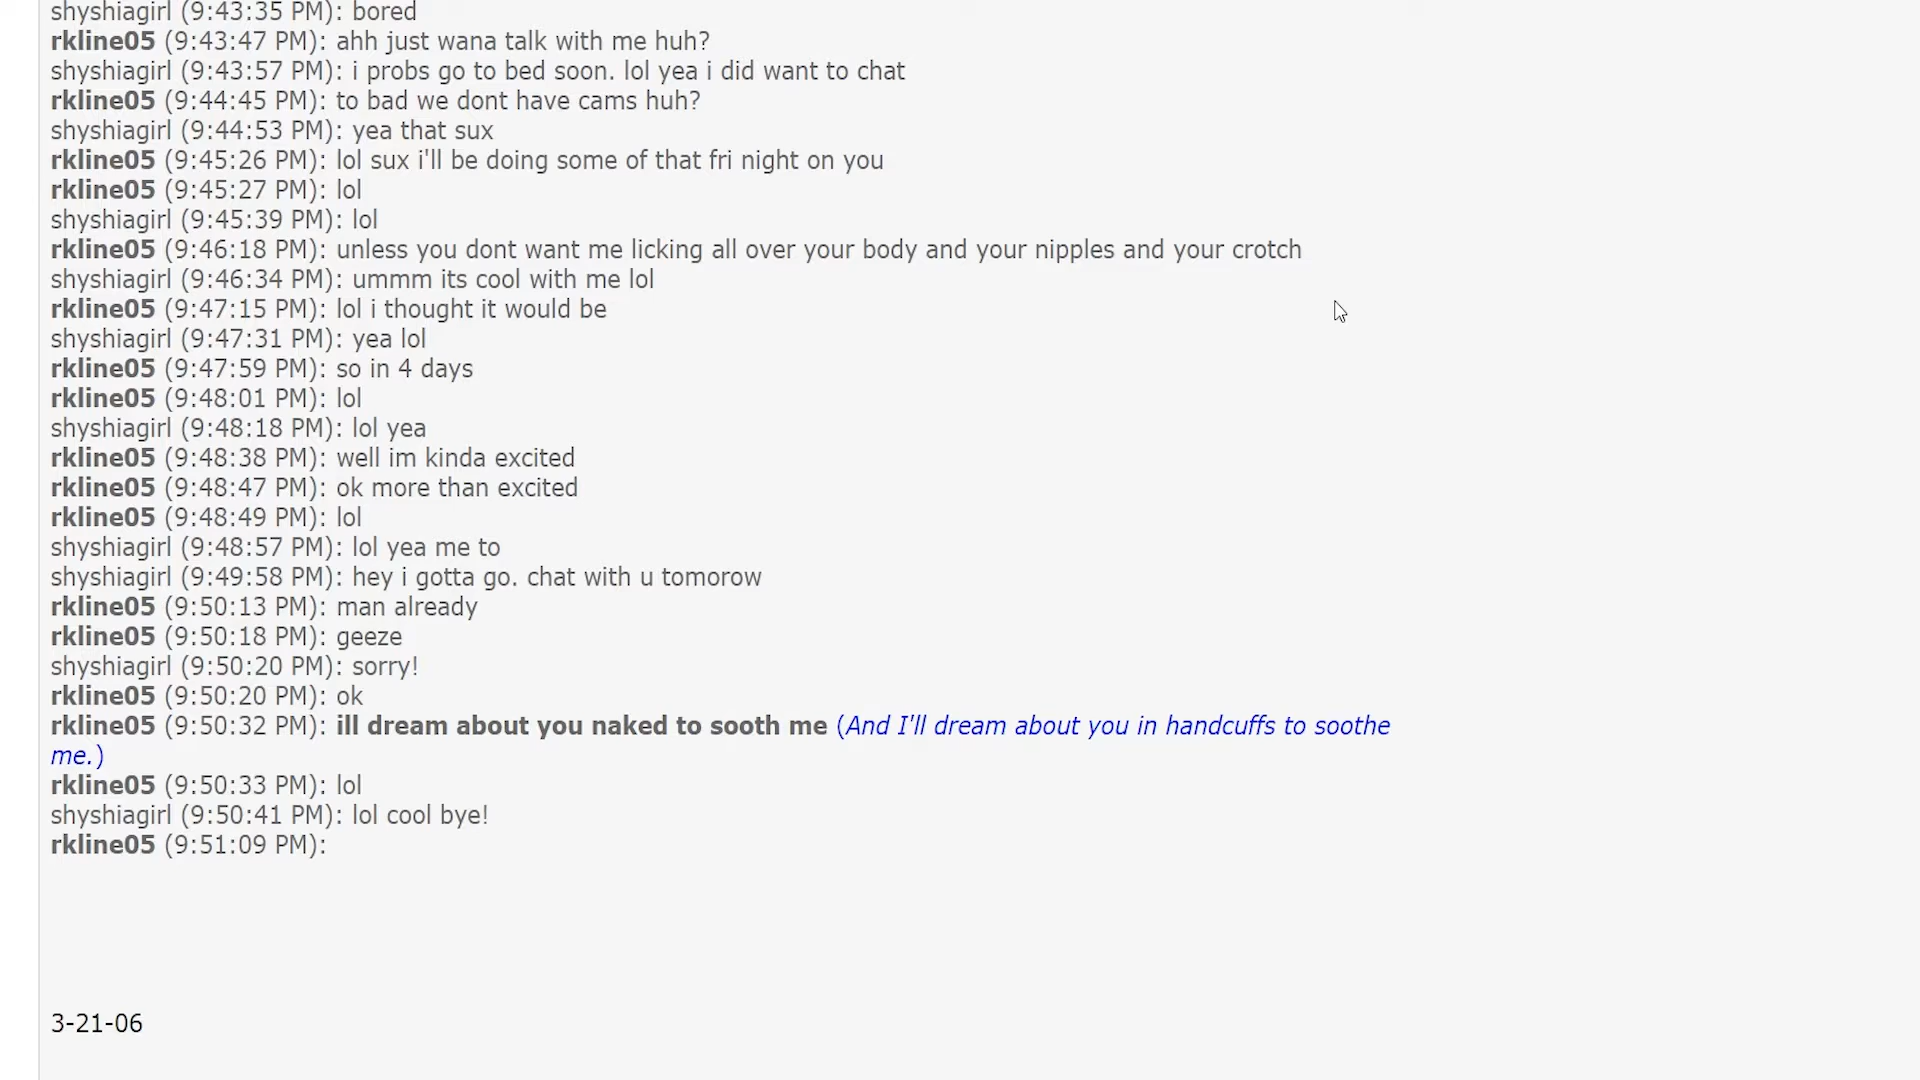 shyshiagirl (9:43:35 PM): bored
rkline05 (9:43:47 PM): ahh just wana talk with me huh?
shyshiagirl (9:43:57 PM): i probs go to bed soon. lol yea i did want to chat
rkline05 (9:44:45 PM): to bad we dont have cams huh?
shyshiagirl (9:44:53 PM): yea that sux
rkline05 (9:45:26 PM): lol sux i'll be doing some of that fri night on you
rkline05 (9:45:27 PM): lol
shyshiagirl (9:45:39 PM): lol
rkline05 (9:46:18 PM): unless you dont want me licking all over your body and your nipples and your crotch
shyshiagirl (9:46:34 PM): ummm its cool with me lol
rkline05 (9:47:15 PM): lol i thought it would be
shyshiagirl (9:47:31 PM): yea lol
rkline05 (9:47:59 PM): so in 4 days
rkline05 (9:48:01 PM): lol
shyshiagirl (9:48:18 PM): lol yea
rkline05 (9:48:38 PM): well im kinda excited
rkline05 (9:48:47 PM): ok more than excited
rkline05 (9:48:49 PM): lol
shyshiagirl (9:48:57 PM): lol yea me to
shyshiagirl (9:49:58 PM): hey i gotta go. chat with u tomorow
rkline05 (9:50:13 PM): man already
rkline05 (9:50:18 PM): geeze
shyshiagirl (9:50:20 PM): sorry!
rkline05 (9:50:20 PM): ok
rkline05 (9:50:32 PM): ill dream about you naked to sooth me (And I'll dream about you in handcuffs to soothe
me.)
rkline05 (9:50:33 PM): lol
shyshiagirl (9:50:41 PM): lol cool bye!
rkline05 (9:51:09 PM):
3-21-06